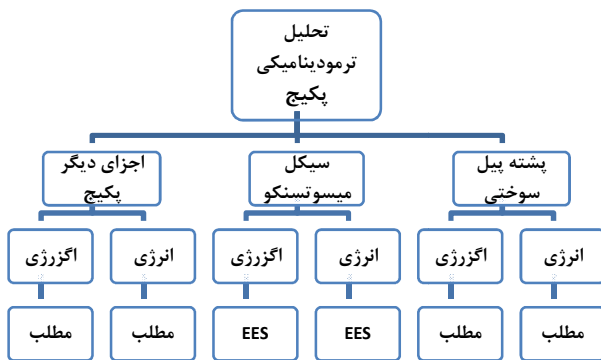 تحلیل
ترمودینامیکی
پکیج
پشته پیل
سوختی
سیکل
میسوتسنکو
اجزای دیگر
پکیج
انرژی
اگزرژی
انرژی
اگزرژی
انرژی
اگزرژی
مطلب
مطلب
EES
EES
مطلب
مطلب